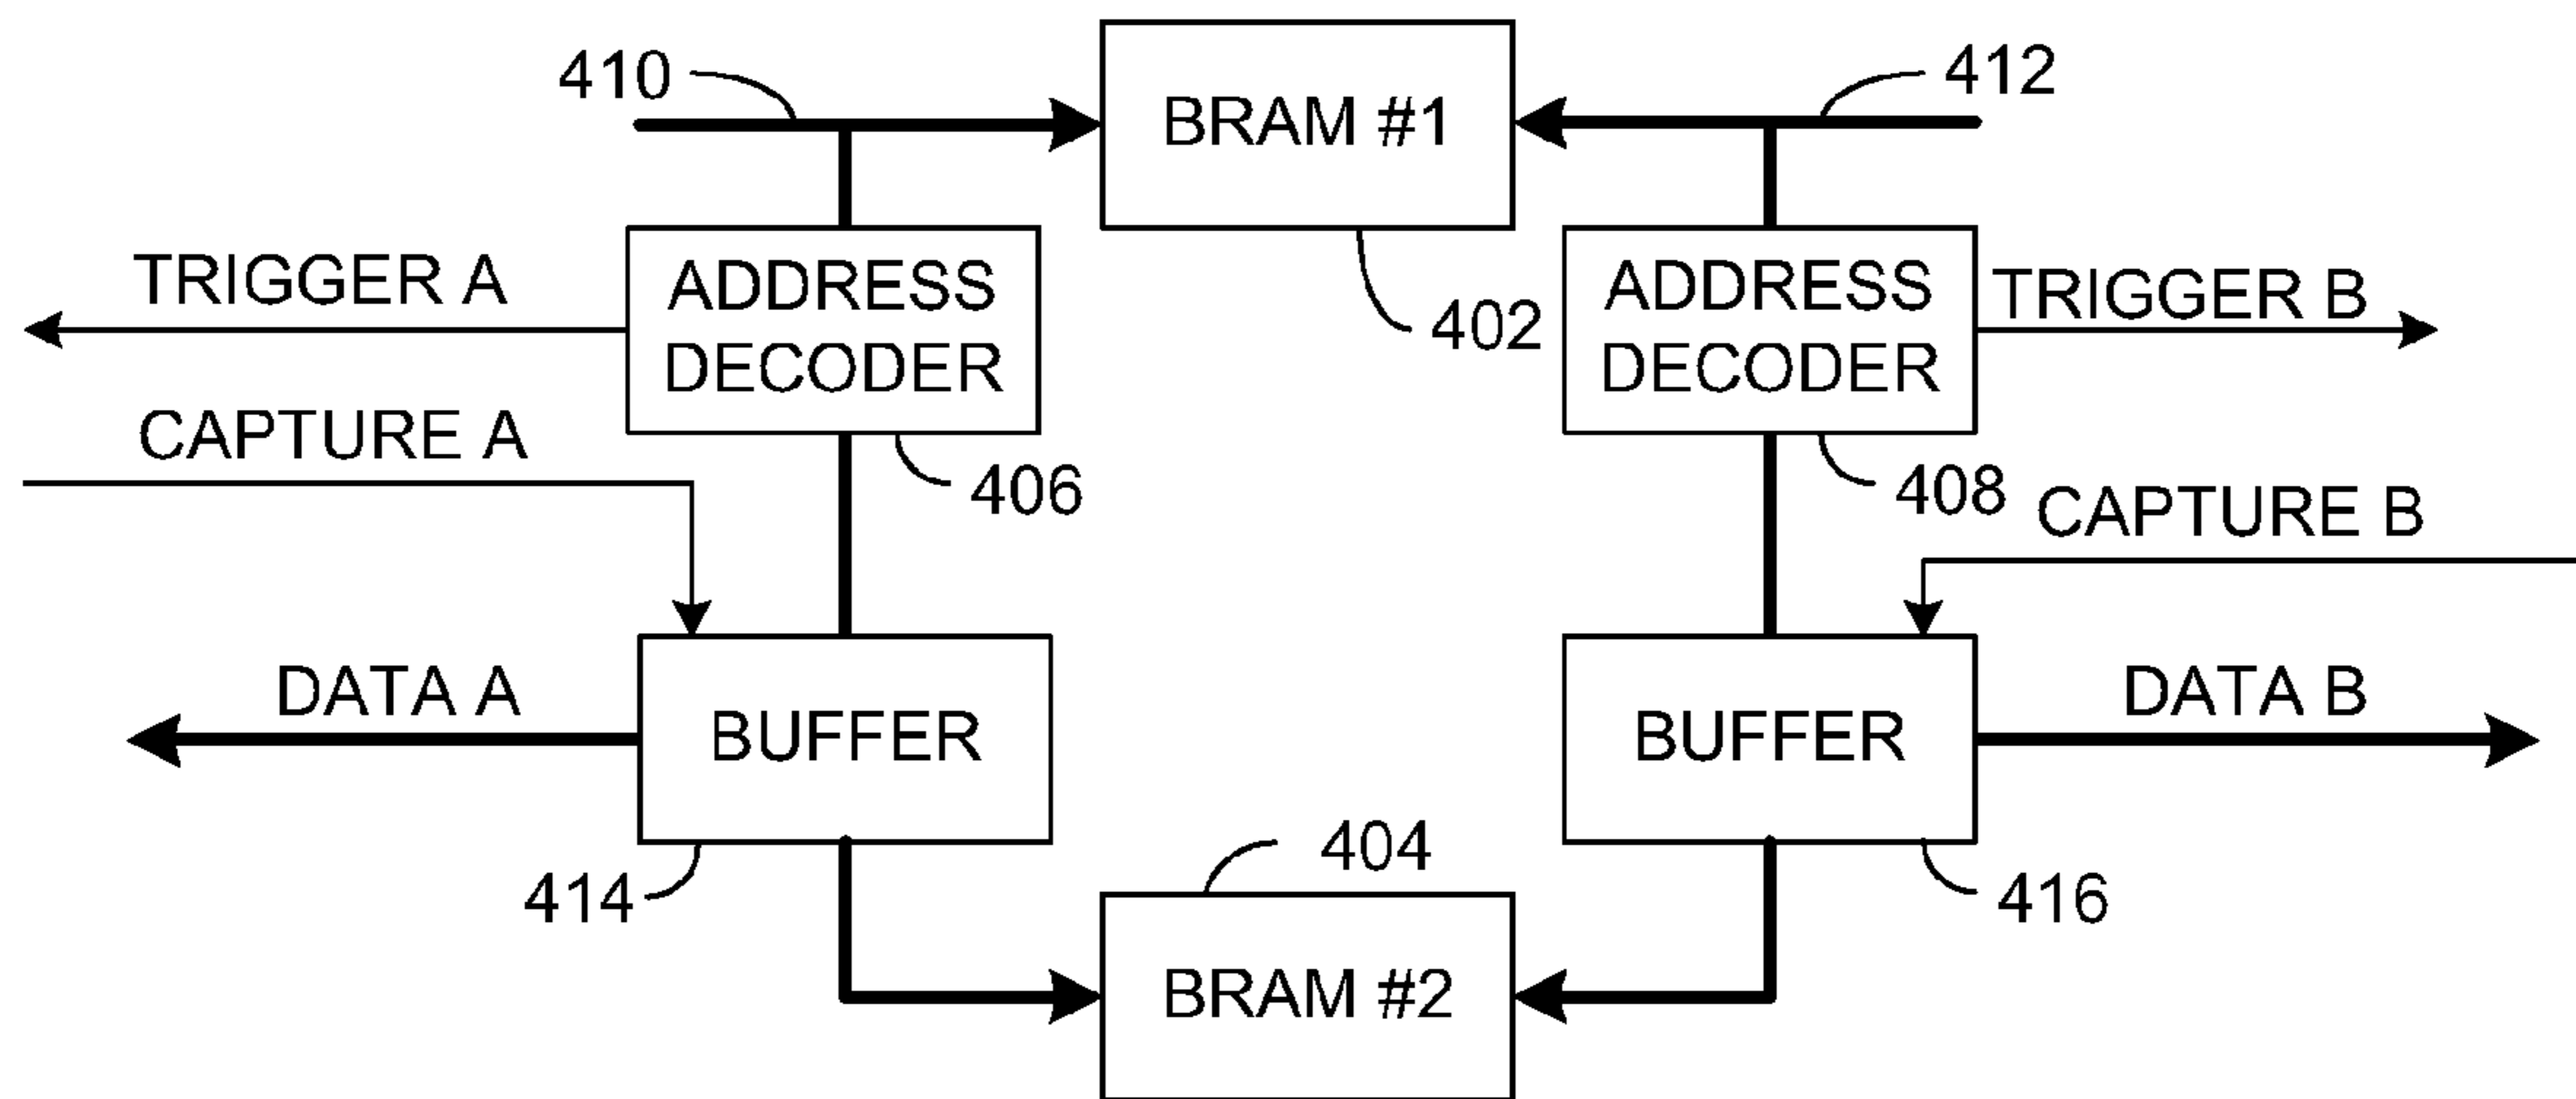 410
BRAM #1
412
TRIGGER A
ADDRESS
DECODER
402
ADDRESS
DECODER
TRIGGER B
CAPTURE A
406
408
CAPTURE B
DATA A
BUFFER
BUFFER
DATA B
414
404
416
BRAM #2